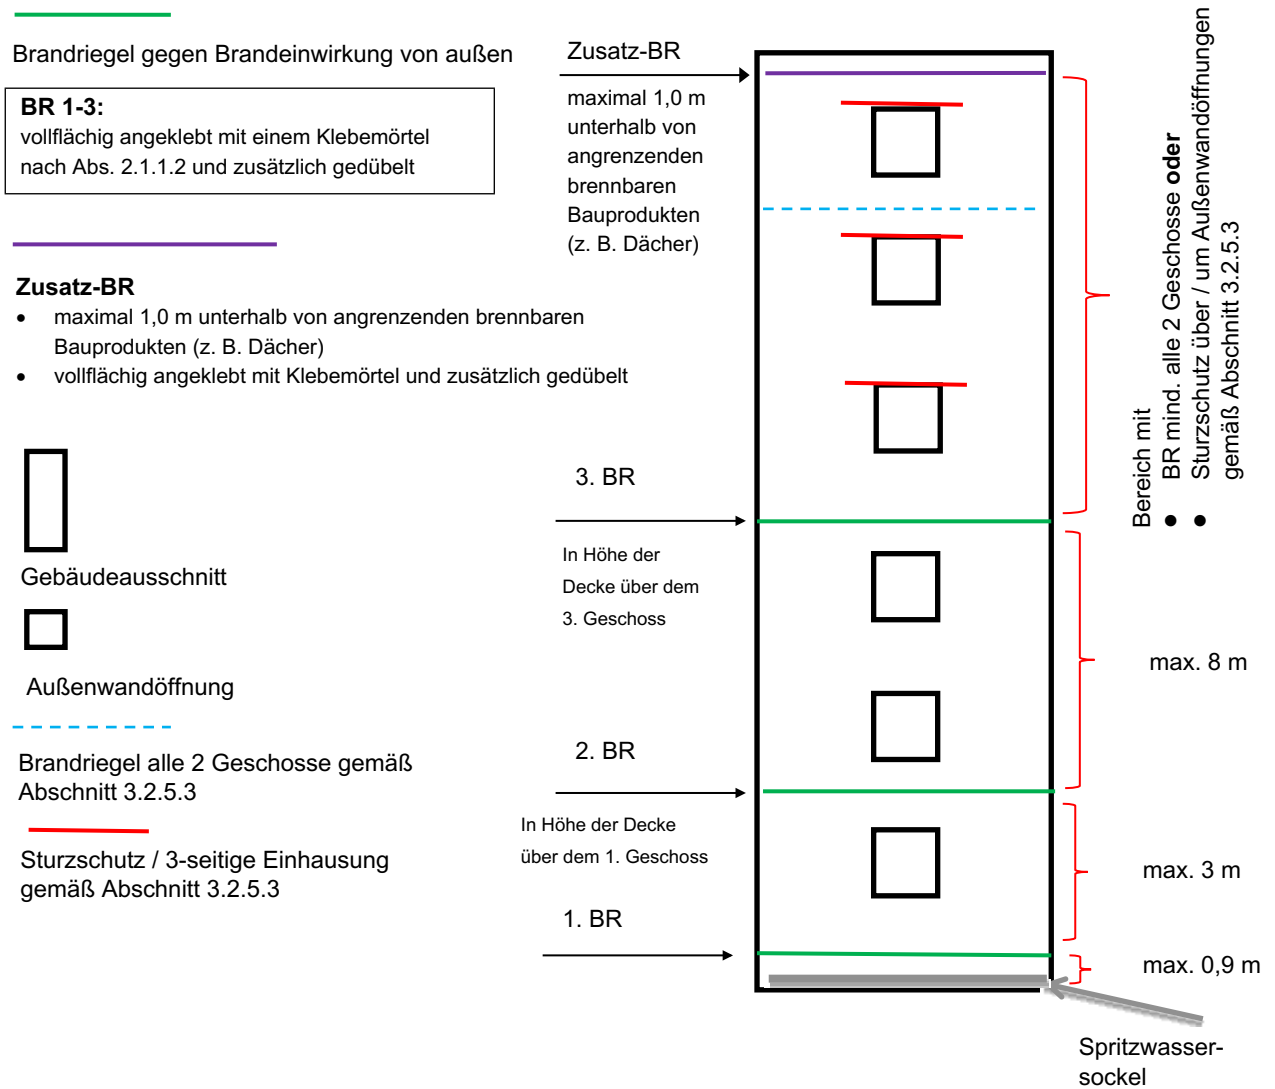 Brandriegel gegen Brandeinwirkung von außen
BR 1-3:
vollflächig angeklebt mit einem Klebemörtel
nach Abs. 2.1.1.2 und zusätzlich gedübelt
Zusatz-BR
• maximal 1,0 m unterhalb von angrenzenden brennbaren
Bauprodukten (z. B. Dächer)
• vollflächig angeklebt mit Klebemörtel und zusätzlich gedübelt
Gebäudeausschnitt
Außenwandöffnung
Brandriegel alle 2 Geschosse gemäß
Abschnitt 3.2.5.3
Sturzschutz / 3-seitige Einhausung
gemäß Abschnitt 3.2.5.3
Zusatz-BR
maximal 1,0 m
unterhalb von
angrenzenden
brennbaren
Bauprodukten
(z. B. Dächer)
3. BR
In Höhe der
Decke über dem
3. Geschoss
2. BR
In Höhe der Decke
über dem 1. Geschoss
1. BR
Bereich mit
• BR mind. alle 2 Geschosse oder
• Sturzschutz über / um Außenwandöffnungen
gemäß Abschnitt 3.2.5.3
max. 8 m
max. 3 m
max. 0,9 m
Spritzwasser-
sockel